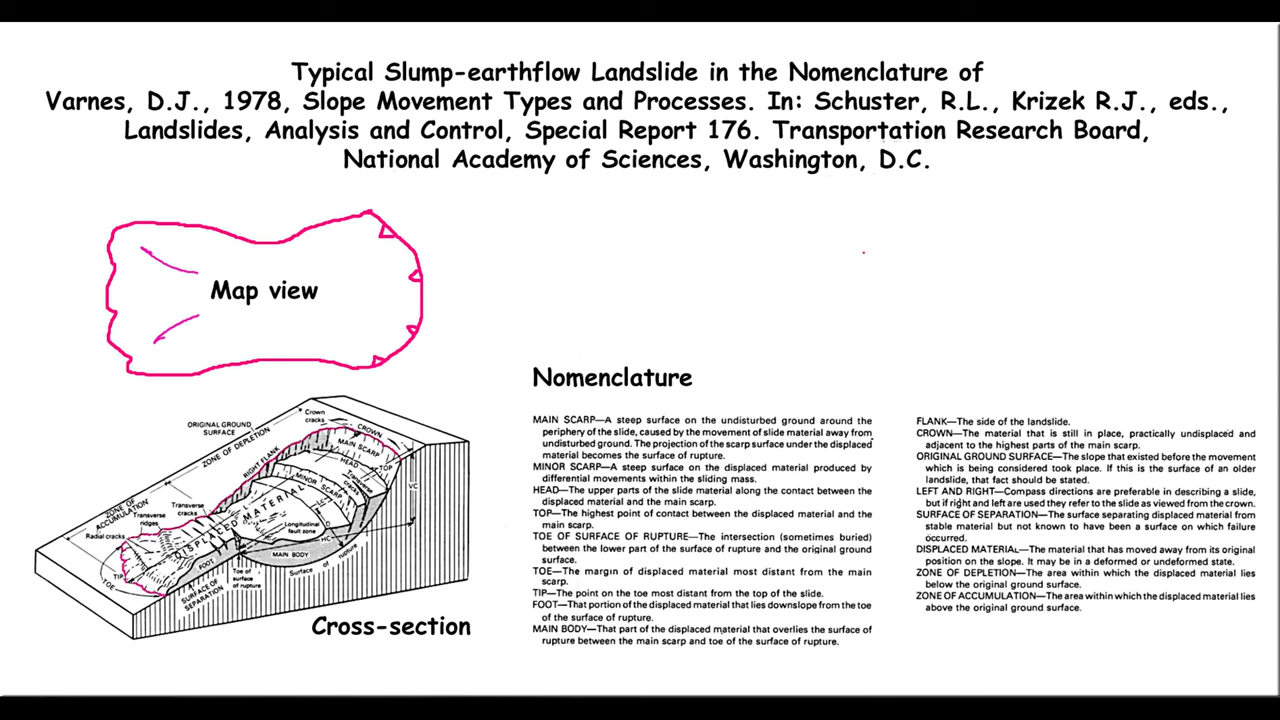 Typical Slump-earthflow Landslide in the Nomenclature of
Varnes, D.J., 1978, Slope Movement Types and Processes. In: Schuster, R.L., Krizek R.J., eds.,
Landslides, Analysis and Control, Special Report 176. Transportation Research Board,
National Academy of Sciences, Washington, D.C.
Map view
Crown
cracks
ORIGINAL GROUND
SURFACE
CROWN
ZONE OF DEPLETION
MAIN SCARP
RIGHT FLANK
HEAD
TOP
MINOR SCARP
Transverse
cracks
VC
Transverse
cracks
ZONE OF
ACCUMULATION
Transverse
ridges
DISPLACED MATERIAL
Radial cracks
Longitudinal
fault zone
D
HC
MAIN BODY
Surface of rupture
FOOT
TIP
TOE
Toe of
surface
of rupture
SURFACE OF
SEPARATION
Cross-section
Nomenclature
MAIN SCARP—A steep surface on the undisturbed ground around the
periphery of the slide, caused by the movement of slide material away from
undisturbed ground. The projection of the scarp surface under the displaced
material becomes the surface of rupture.
MINOR SCARP—A steep surface on the displaced material produced by
differential movements within the sliding mass.
HEAD—The upper parts of the slide material along the contact between the
displaced material and the main scarp.
TOP—The highest point of contact between the displaced material and the
main scarp.
TOE OF SURFACE OF RUPTURE—The intersection (sometimes buried)
between the lower part of the surface of rupture and the original ground
surface.
TOE—The margin of displaced material most distant from the main
scarp.
TIP—The point on the toe most distant from the top of the slide.
FOOT—That portion of the displaced material that lies downslope from the toe
of the surface of rupture.
MAIN BODY—That part of the displaced material that overlies the surface of
rupture between the main scarp and toe of the surface of rupture.
FLANK—The side of the landslide.
CROWN—The material that is still in place, practically undisplaced and
adjacent to the highest parts of the main scarp.
ORIGINAL GROUND SURFACE—The slope that existed before the movement
which is being considered took place. If this is the surface of an older
landslide, that fact should be stated.
LEFT AND RIGHT—Compass directions are preferable in describing a slide,
but if right and left are used they refer to the slide as viewed from the crown.
SURFACE OF SEPARATION—The surface separating displaced material from
stable material but not known to have been a surface on which failure
occurred.
DISPLACED MATERIAL—The material that has moved away from its original
position on the slope. It may be in a deformed or undeformed state.
ZONE OF DEPLETION—The area within which the displaced material lies
below the original ground surface.
ZONE OF ACCUMULATION—The area within which the displaced material lies
above the original ground surface.